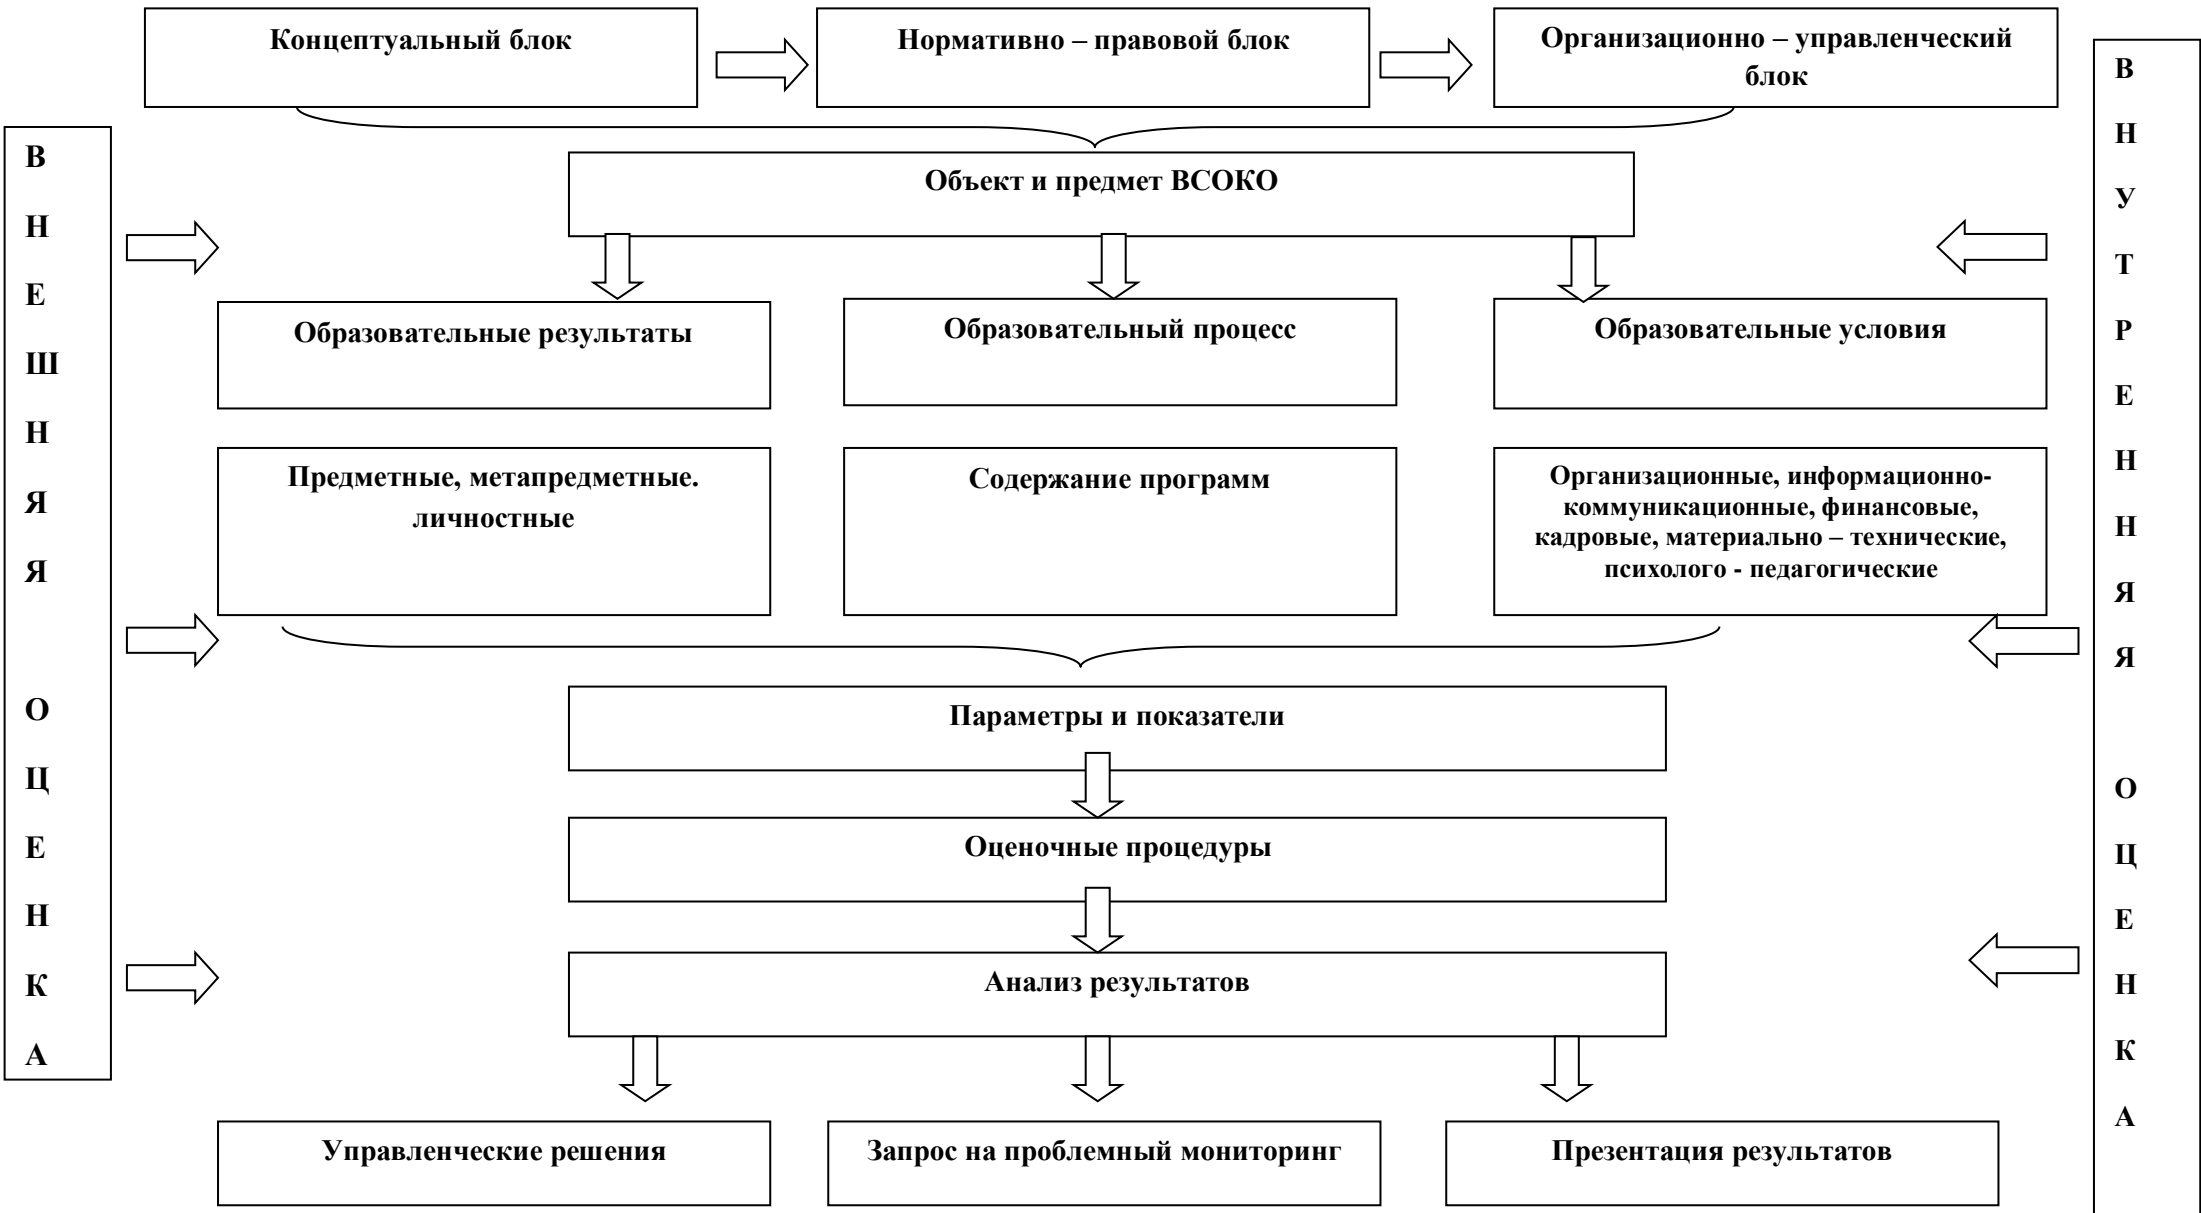 Концептуальный блок
Нормативно – правовой блок
Организационно – управленческий
блок
В
Н
Е
Ш
Н
Я
Я
О
Ц
Е
Н
К
А
Объект и предмет ВСОКО
Образовательные результаты
Образовательный процесс
Образовательные условия
Предметные, метапредметные.
личностные
Содержание программ
Организационные, информационно-
коммуникационные, финансовые,
кадровые, материально – технические,
психолого - педагогические
Параметры и показатели
Оценочные процедуры
Анализ результатов
Управленческие решения
Запрос на проблемный мониторинг
Презентация результатов
В
Н
У
Т
Р
Е
Н
Н
Я
Я
О
Ц
Е
Н
К
А